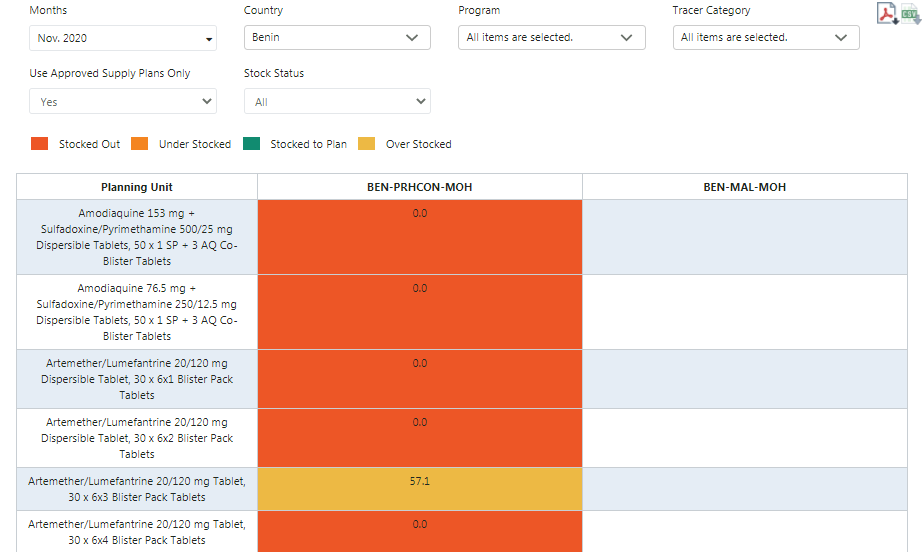 Months
Country
Program
Tracer Category
Nov. 2020
Benin
All items are selected.
All items are selected.
CSV
Use Approved Supply Plans Only
Stock Status
Yes
All
Stocked Out
Under Stocked
Stocked to Plan
Over Stocked
Planning Unit
BEN-PRHCON-MOH
BEN-MAL-MOH
Amodiaquine 153 mg +
Sulfadoxine/Pyrimethamine 500/25 mg
Dispersible Tablets, 50 x 1 SP + 3 AQ Co-
Blister Tablets
0.0
Amodiaquine 76.5 mg +
Sulfadoxine/Pyrimethamine 250/12.5 mg
Dispersible Tablets, 50 x 1 SP + 3 AQ Co-
Blister Tablets
0.0
Artemether/Lumefantrine 20/120 mg
Dispersible Tablet, 30 x 6x1 Blister Pack
Tablets
0.0
Artemether/Lumefantrine 20/120 mg
Dispersible Tablet, 30 x 6x2 Blister Pack
Tablets
0.0
Artemether/Lumefantrine 20/120 mg Tablet,
30 x 6x3 Blister Pack Tablets
57.1
Artemether/Lumefantrine 20/120 mg Tablet,
30 x 6x4 Blister Pack Tablets
0.0